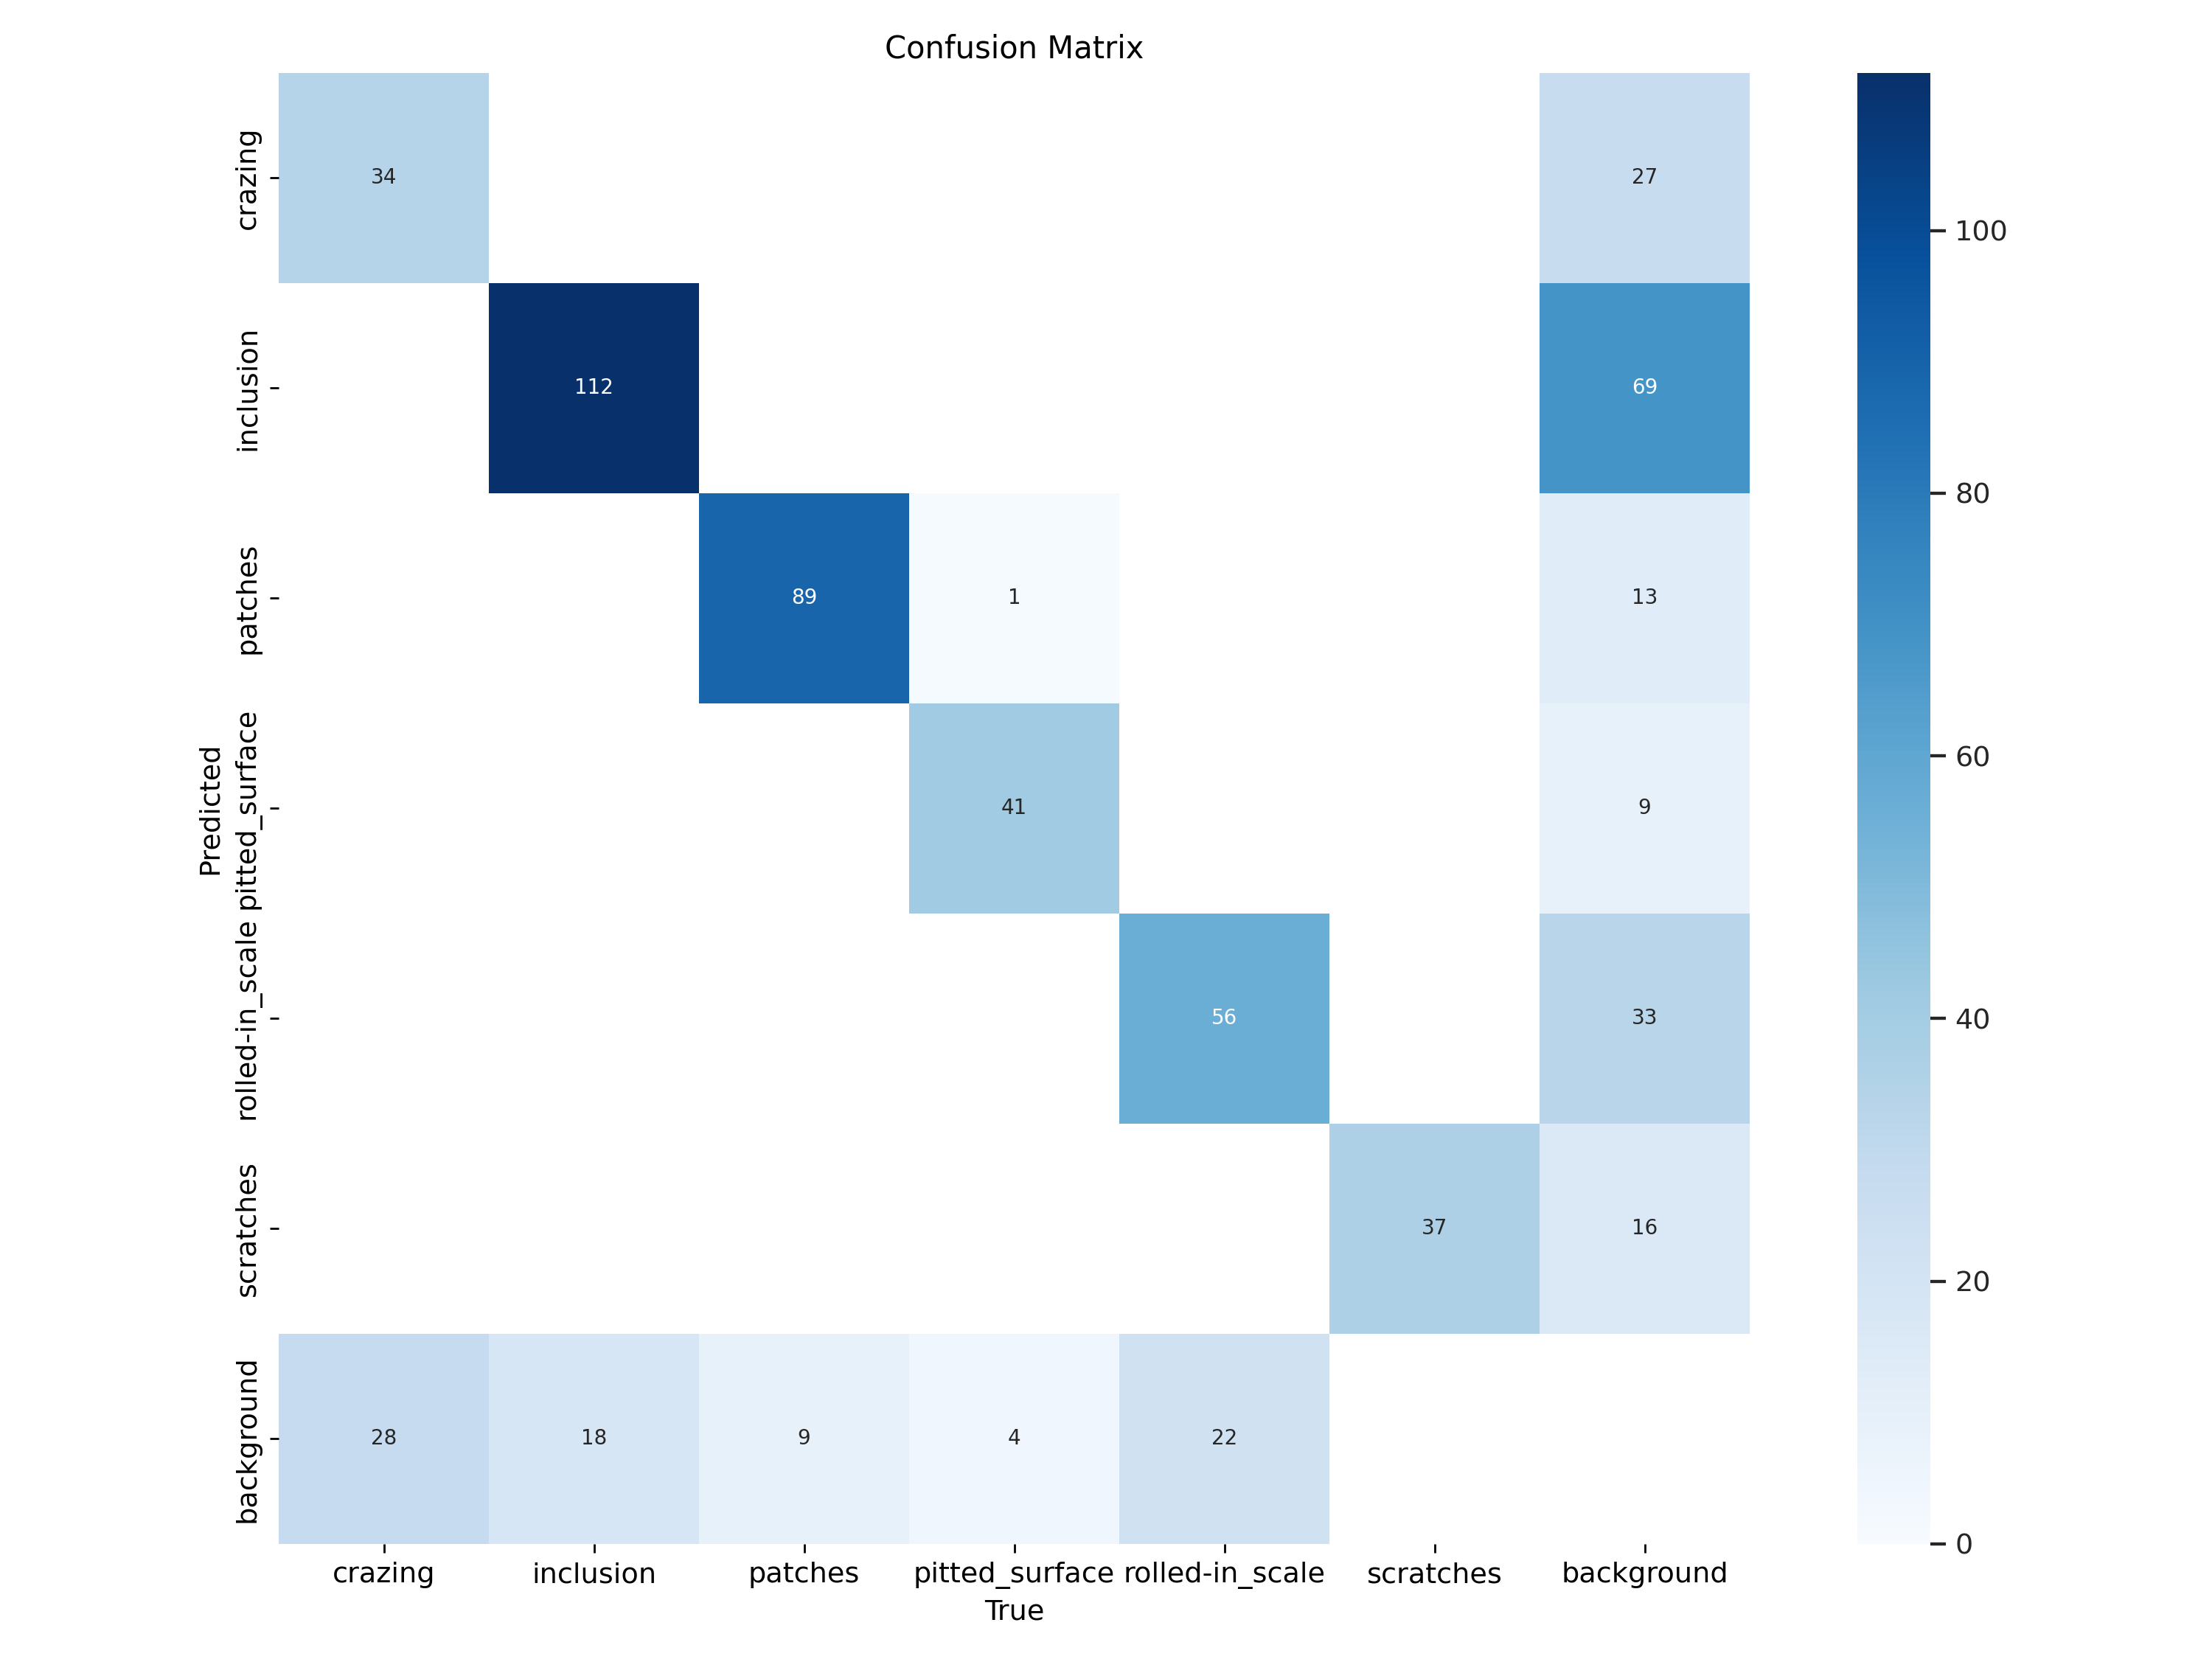 Confusion Matrix
crazing
34
27
100
inclusion
112
69
80
patches
89
1
13
60
Predicted
pitted_surface
41
9
40
rolled-in_scale
56
33
scratches
37
16
20
background
28
18
9
4
22
0
crazing inclusion patches pitted_surface rolled-in_scale scratches background
True